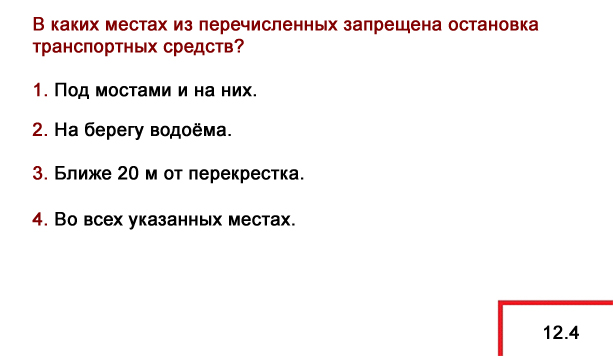 В каких местах из перечисленных запрещена остановка
транспортных средств?
1. Под мостами и на них.
2. На берегу водоёма.
3. Ближе 20 м от перекрестка.
4. Во всех указанных местах.
12.4